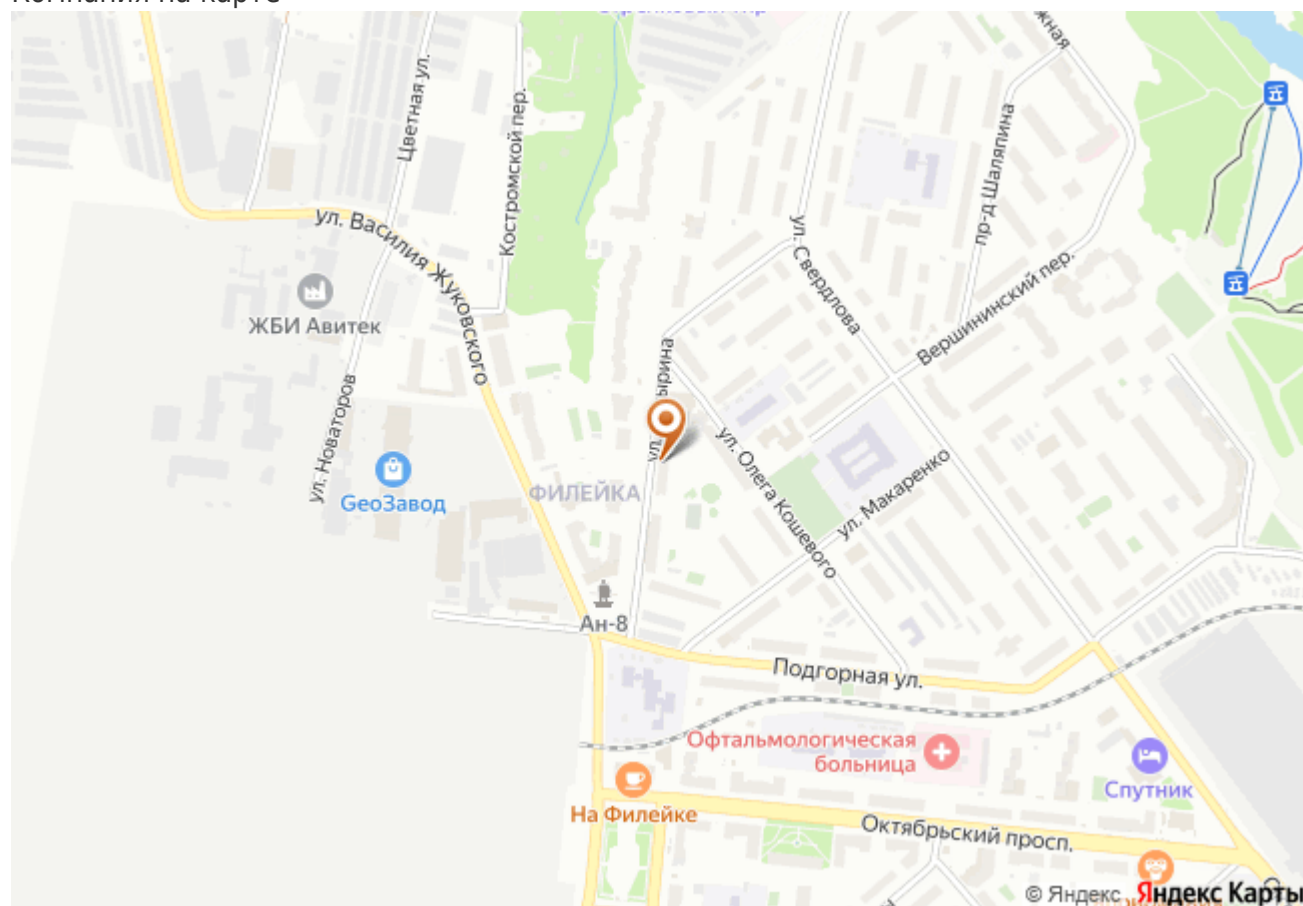 ул. Василия Жуковского
Цветная ул.
Костромской пер.
пр-д Шаляпина
ул. Свердлова
Вершининский пер.
ЖБИ Авитек
ул. Новаторов
GeoЗавод
ФИЛЕЙКА
ул. Олега Кошевого
ул. Макаренко
Ан-8
Подгорная ул.
Офтальмологическая
больница
Спутник
На Филейке
Октябрьский просп.
© Яндекс Яндекс Карты